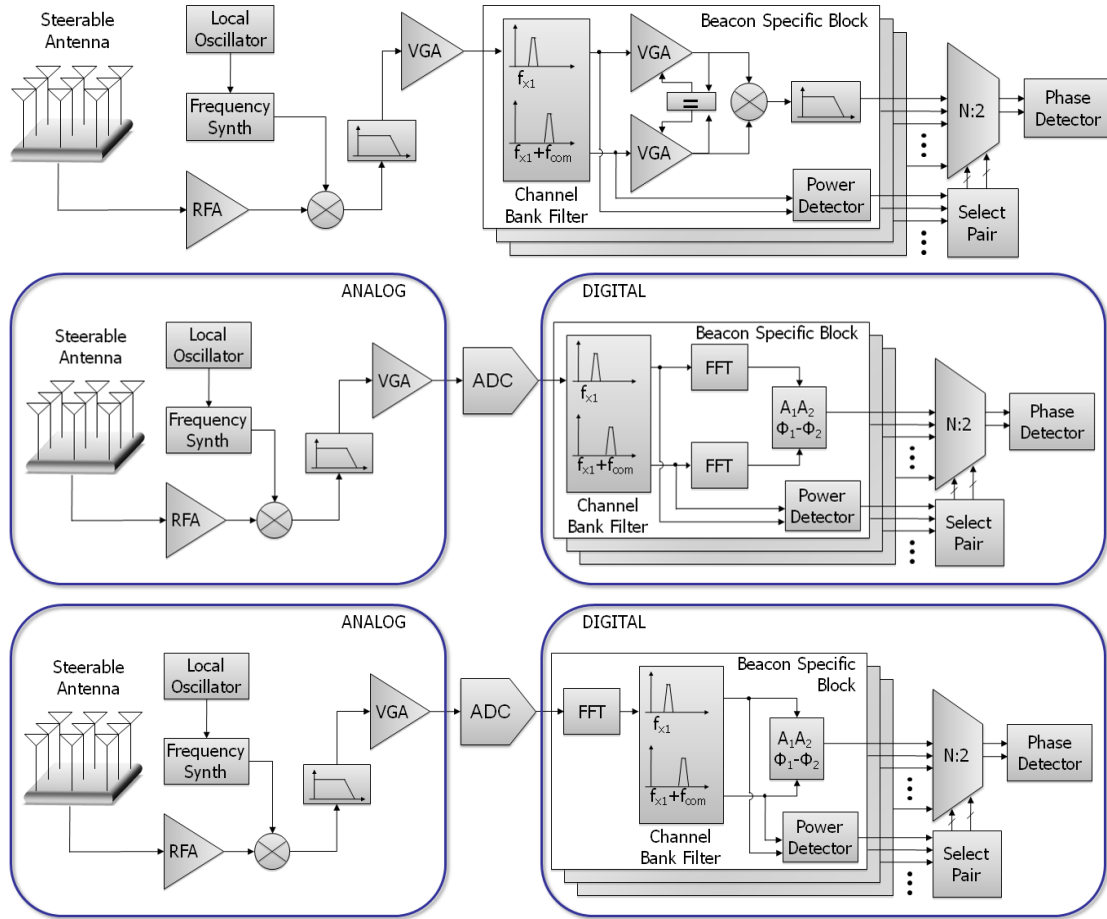 Steerable
Antenna
Local
Oscillator
Frequency
Synth
RFA
VGA
Beacon Specific Block
fx1
fx1+fcom
Channel
Bank Filter
VGA
=
VGA
Power
Detector
N:2
Select
Pair
Phase
Detector
ANALOG
Steerable
Antenna
Local
Oscillator
Frequency
Synth
RFA
VGA
ADC
DIGITAL
Beacon Specific Block
fx1
fx1+fcom
Channel
Bank Filter
FFT
FFT
A1A2
Φ1-Φ2
Power
Detector
N:2
Select
Pair
Phase
Detector
ANALOG
Steerable
Antenna
Local
Oscillator
Frequency
Synth
RFA
VGA
ADC
DIGITAL
FFT
Beacon Specific
Block
fx1
fx1+fcom
Channel
Bank Filter
A1A2
Φ1-Φ2
Power
Detector
N:2
Select
Pair
Phase
Detector